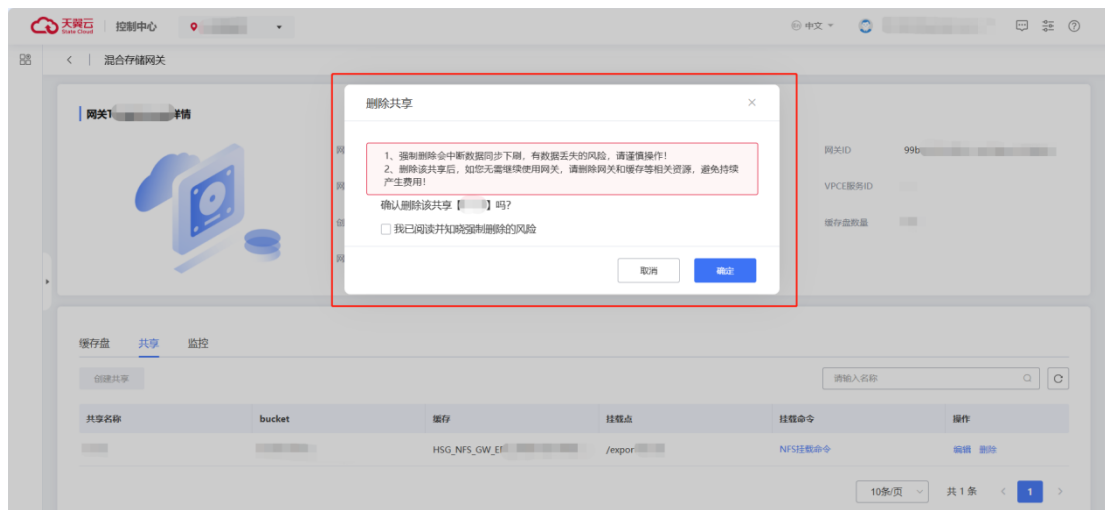 天翼云
State Cloud
控制中心
中文
混合存储网关
网关T 详情
网关ID 99b
VPCE服务ID
缓存盘数量
删除共享
1、强制删除会中断数据同步下刷，有数据丢失的风险，请谨慎操作！
2、删除该共享后，如您无需继续使用网关，请删除网关和缓存等相关资源，避免持续
产生费用！
确认删除该共享【 】吗？
我已阅读并知晓强制删除的风险
取消 确定
缓存盘 共享 监控
创建共享
请输入名称
共享名称 bucket 缓存 挂载点 挂载命令 操作
HSG_NFS_GW_E /expor NFS挂载命令 编辑 删除
10条/页 共 1 条 1